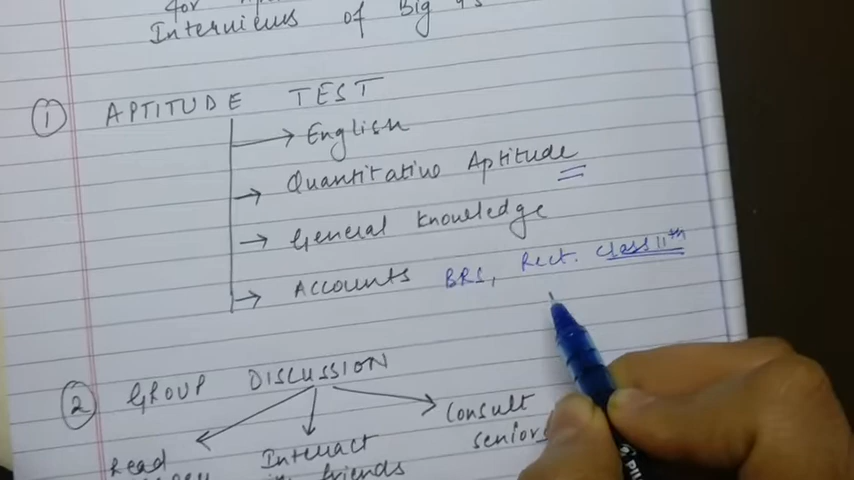 for
Interviews of Big 4's
① APTITUDE TEST
→ English
→ Quantitative Aptitude
→ General Knowledge
→ Accounts BRS, Rect. Class 11th
② GROUP DISCUSSION
Read Interact Consult
friends seniors